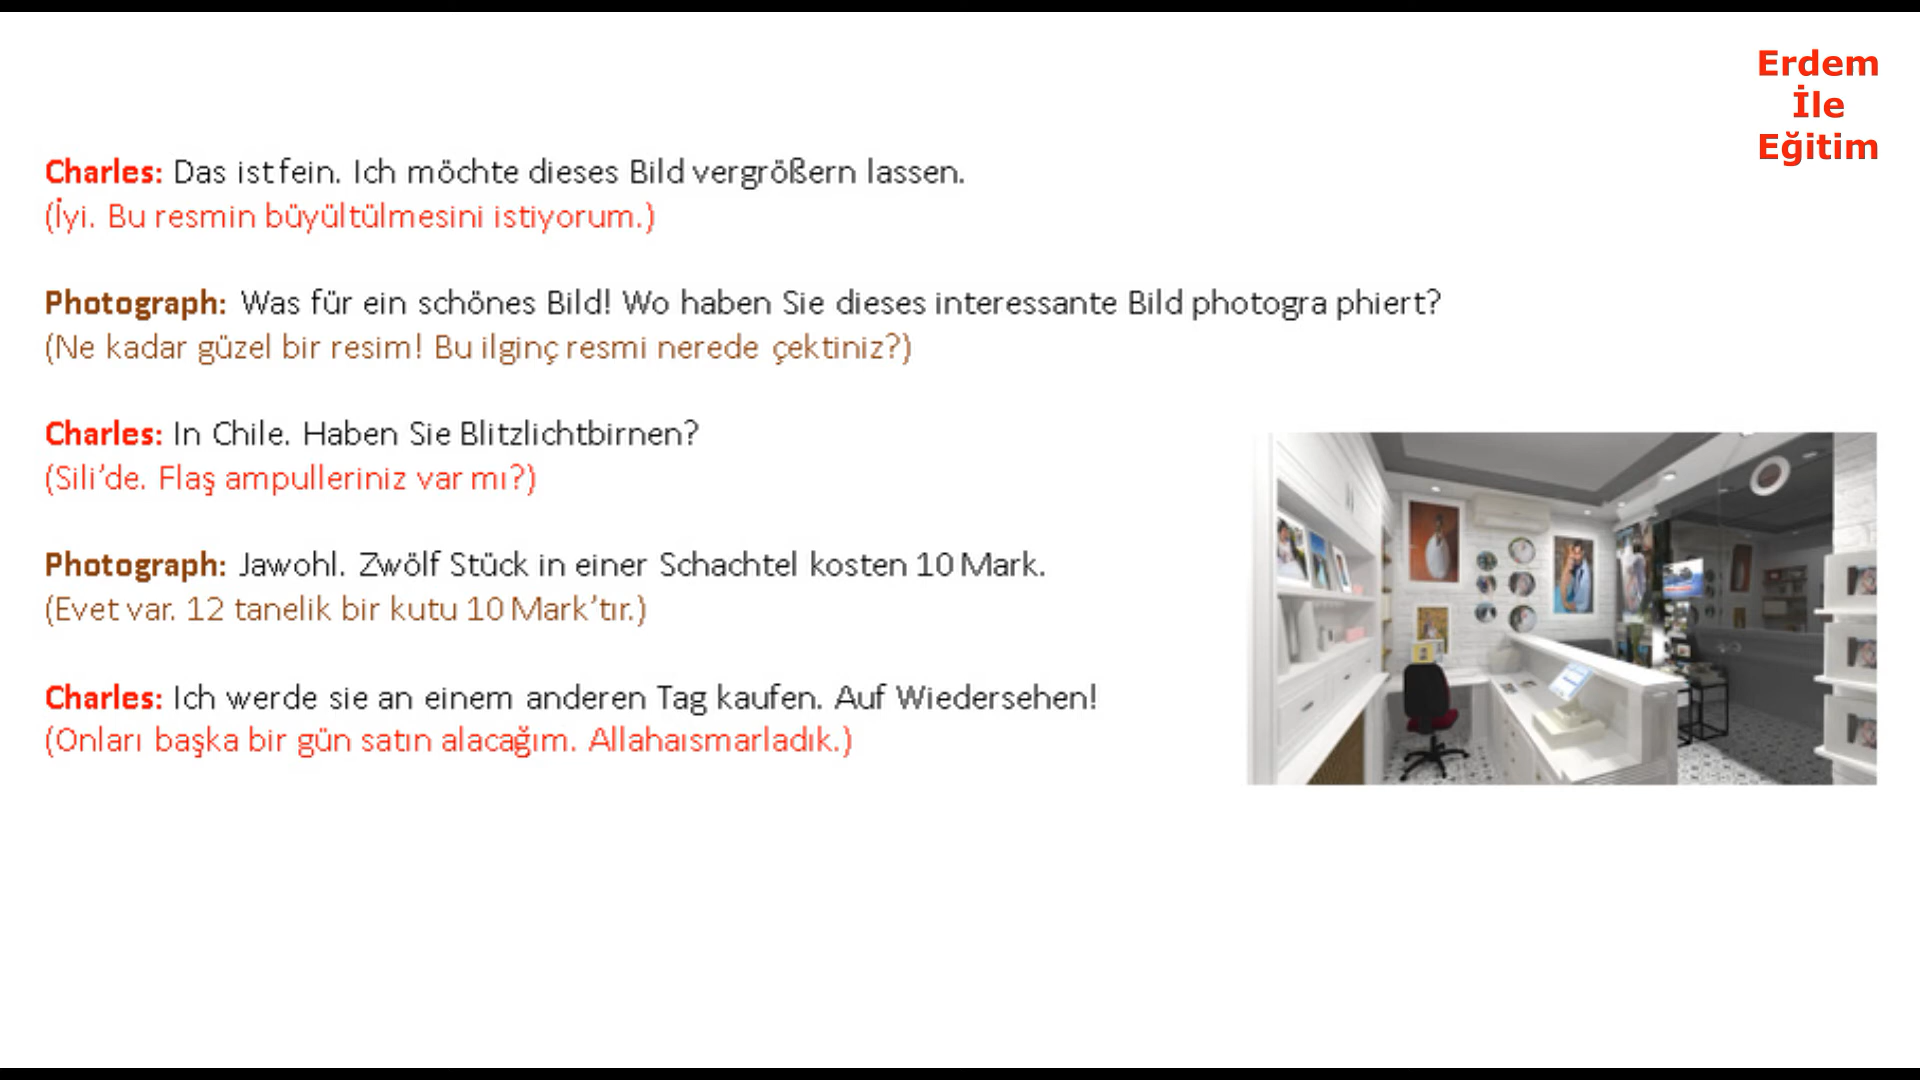 Erdem
İle
Eğitim
Charles: Das ist fein. Ich möchte dieses Bild vergrößern lassen.
(İyi. Bu resmin büyültülmesini istiyorum.)
Photograph: Was für ein schönes Bild! Wo haben Sie dieses interessante Bild photogra phiert?
(Ne kadar güzel bir resim! Bu ilginç resmi nerede çektiniz?)
Charles: In Chile. Haben Sie Blitzlichtbirnen?
(Sili’de. Flaş ampulleriniz var mı?)
Photograph: Jawohl. Zwölf Stück in einer Schachtel kosten 10 Mark.
(Evet var. 12 tanelik bir kutu 10 Mark’tır.)
Charles: Ich werde sie an einem anderen Tag kaufen. Auf Wiedersehen!
(Onları başka bir gün satın alacağım. Allahaısmarladık.)